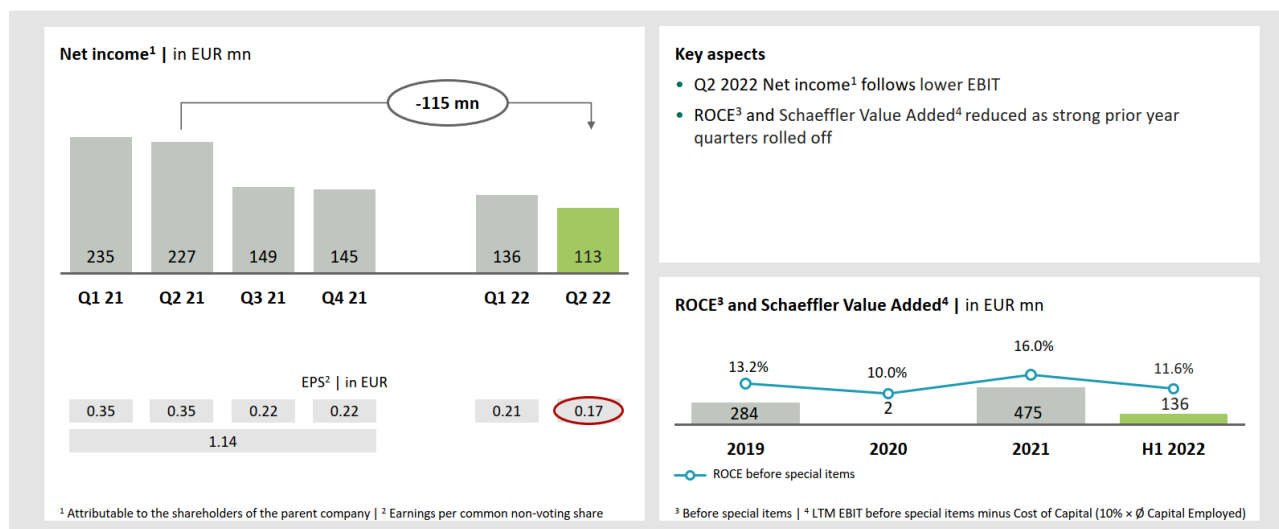 Net income¹ | in EUR mn
-115 mn
235 227 149 145 136 113
Q1 21 Q2 21 Q3 21 Q4 21 Q1 22 Q2 22
EPS² | in EUR
0.35 0.35 0.22 0.22 0.21 0.17
1.14
¹ Attributable to the shareholders of the parent company | ² Earnings per common non-voting share
Key aspects
• Q2 2022 Net income¹ follows lower EBIT
• ROCE³ and Schaeffler Value Added⁴ reduced as strong prior year
quarters rolled off
ROCE³ and Schaeffler Value Added⁴ | in EUR mn
13.2% 10.0% 16.0% 11.6%
284 2 475 136
2019 2020 2021 H1 2022
ROCE before special items
³ Before special items | ⁴ LTM EBIT before special items minus Cost of Capital (10% × Ø Capital Employed)